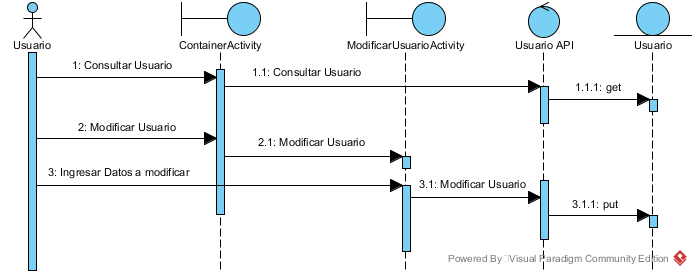 Usuario
ContainerActivity
ModificarUsuarioActivity
Usuario API
Usuario
1: Consultar Usuario
1.1: Consultar Usuario
1.1.1: get
2: Modificar Usuario
2.1: Modificar Usuario
3: Ingresar Datos a modificar
3.1: Modificar Usuario
3.1.1: put
Powered By Visual Paradigm Community Edition